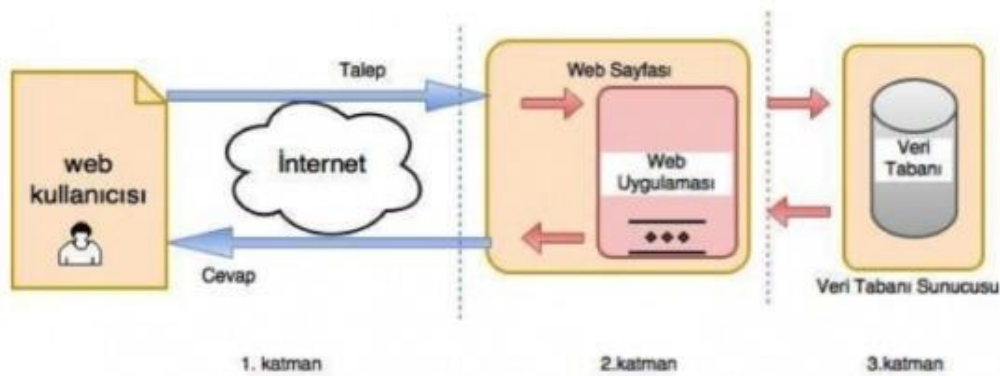 Talep
web
kullanıcısı
İnternet
Cevap
Web Sayfası
Web
Uygulaması
Veri
Tabanı
Veri Tabanı Sunucusu
1. katman
2.katman
3.katman